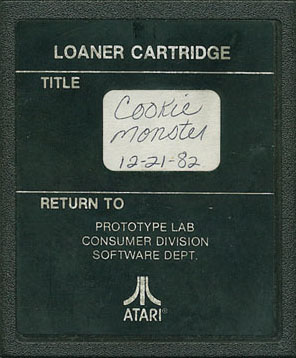 LOANER CARTRIDGE
TITLE
Cookie
Monster
12-21-82
RETURN TO
PROTOTYPE LAB
CONSUMER DIVISION
SOFTWARE DEPT.
ATARI®